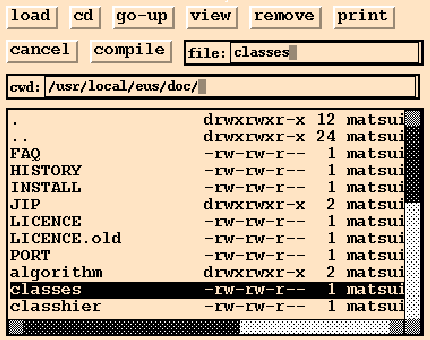 load cd go-up view remove print
cancel compile file: classes
cwd: /usr/local/eus/doc/
. drwxrwxr-x 12 matsui
.. drwxrwxr-x 24 matsui
FAQ -rw-rw-r-- 1 matsui
HISTORY -rw-rw-r-- 1 matsui
INSTALL -rw-rw-r-- 1 matsui
JIP drwxrwxr-x 2 matsui
LICENCE -rw-rw-r-- 1 matsui
LICENCE.old -rw-rw-r-- 1 matsui
PORT -rw-rw-r-- 1 matsui
algorithm drwxrwxr-x 2 matsui
classes -rw-rw-r-- 1 matsui
classhier -rw-rw-r-- 1 matsui